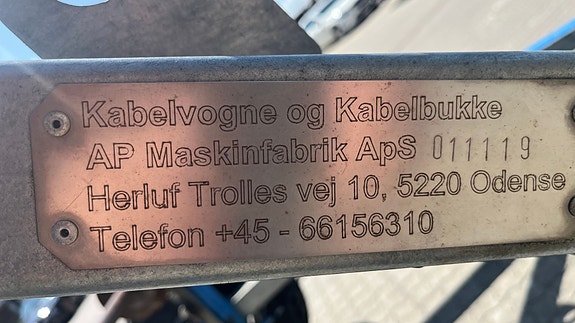 Kabelvogne og Kabelbukke
AP Maskinfabrik ApS 011119
Herluf Trolles vej 10, 5220 Odense
Telefon +45 - 66156310